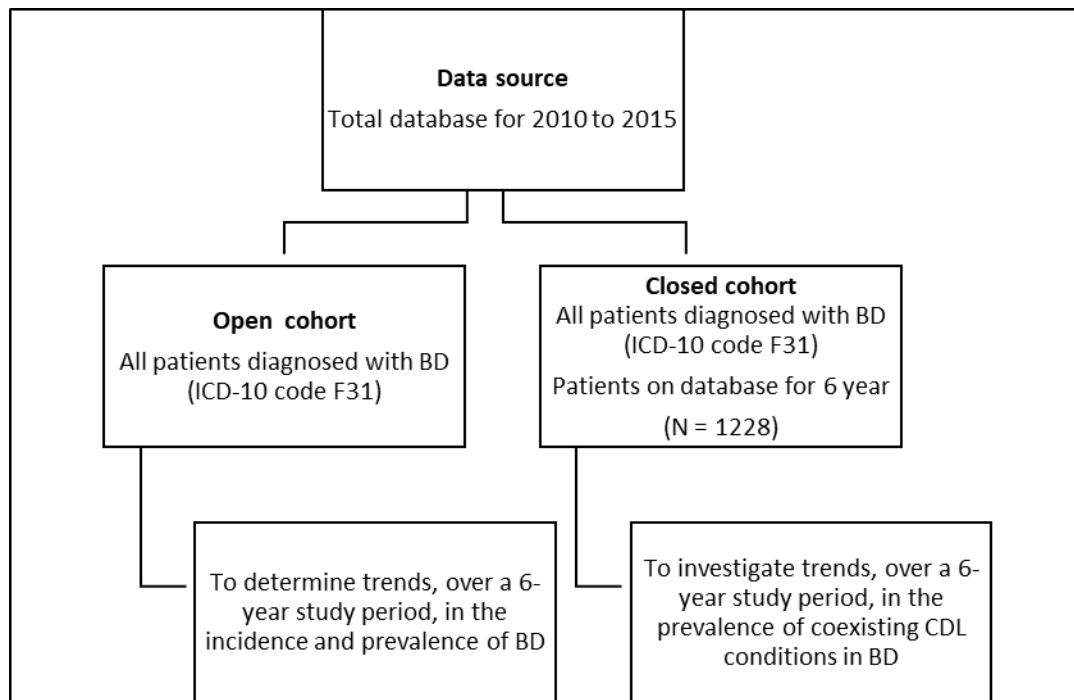 Data source
Total database for 2010 to 2015
Open cohort
All patients diagnosed with BD
(ICD-10 code F31)
Closed cohort
All patients diagnosed with BD
(ICD-10 code F31)
Patients on database for 6 year
(N = 1228)
To determine trends, over a 6-
year study period, in the
incidence and prevalence of BD
To investigate trends, over a 6-
year study period, in the
prevalence of coexisting CDL
conditions in BD